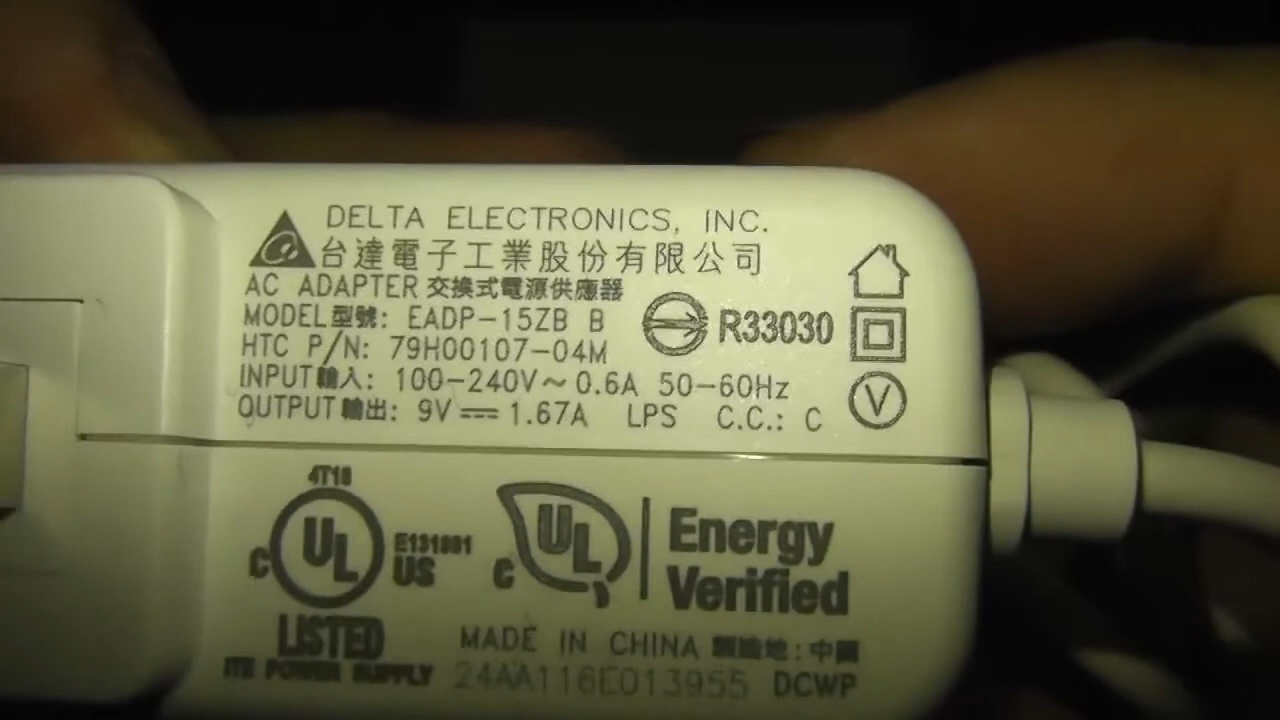 DELTA ELECTRONICS, INC.
台達電子工業股份有限公司
AC ADAPTER 交換式電源供應器
MODEL型號: EADP-15ZB B
R33030
HTC P/N: 79H00107-04M
INPUT輸入: 100-240V~0.6A 50-60Hz
OUTPUT輸出: 9V⎓1.67A LPS C.C.: C
V
4T18
C UL US
E131881
LISTED
ITE POWER SUPPLY
C UL
Energy
Verified
MADE IN CHINA 製造地:中國
24AA116E013955 DCWP